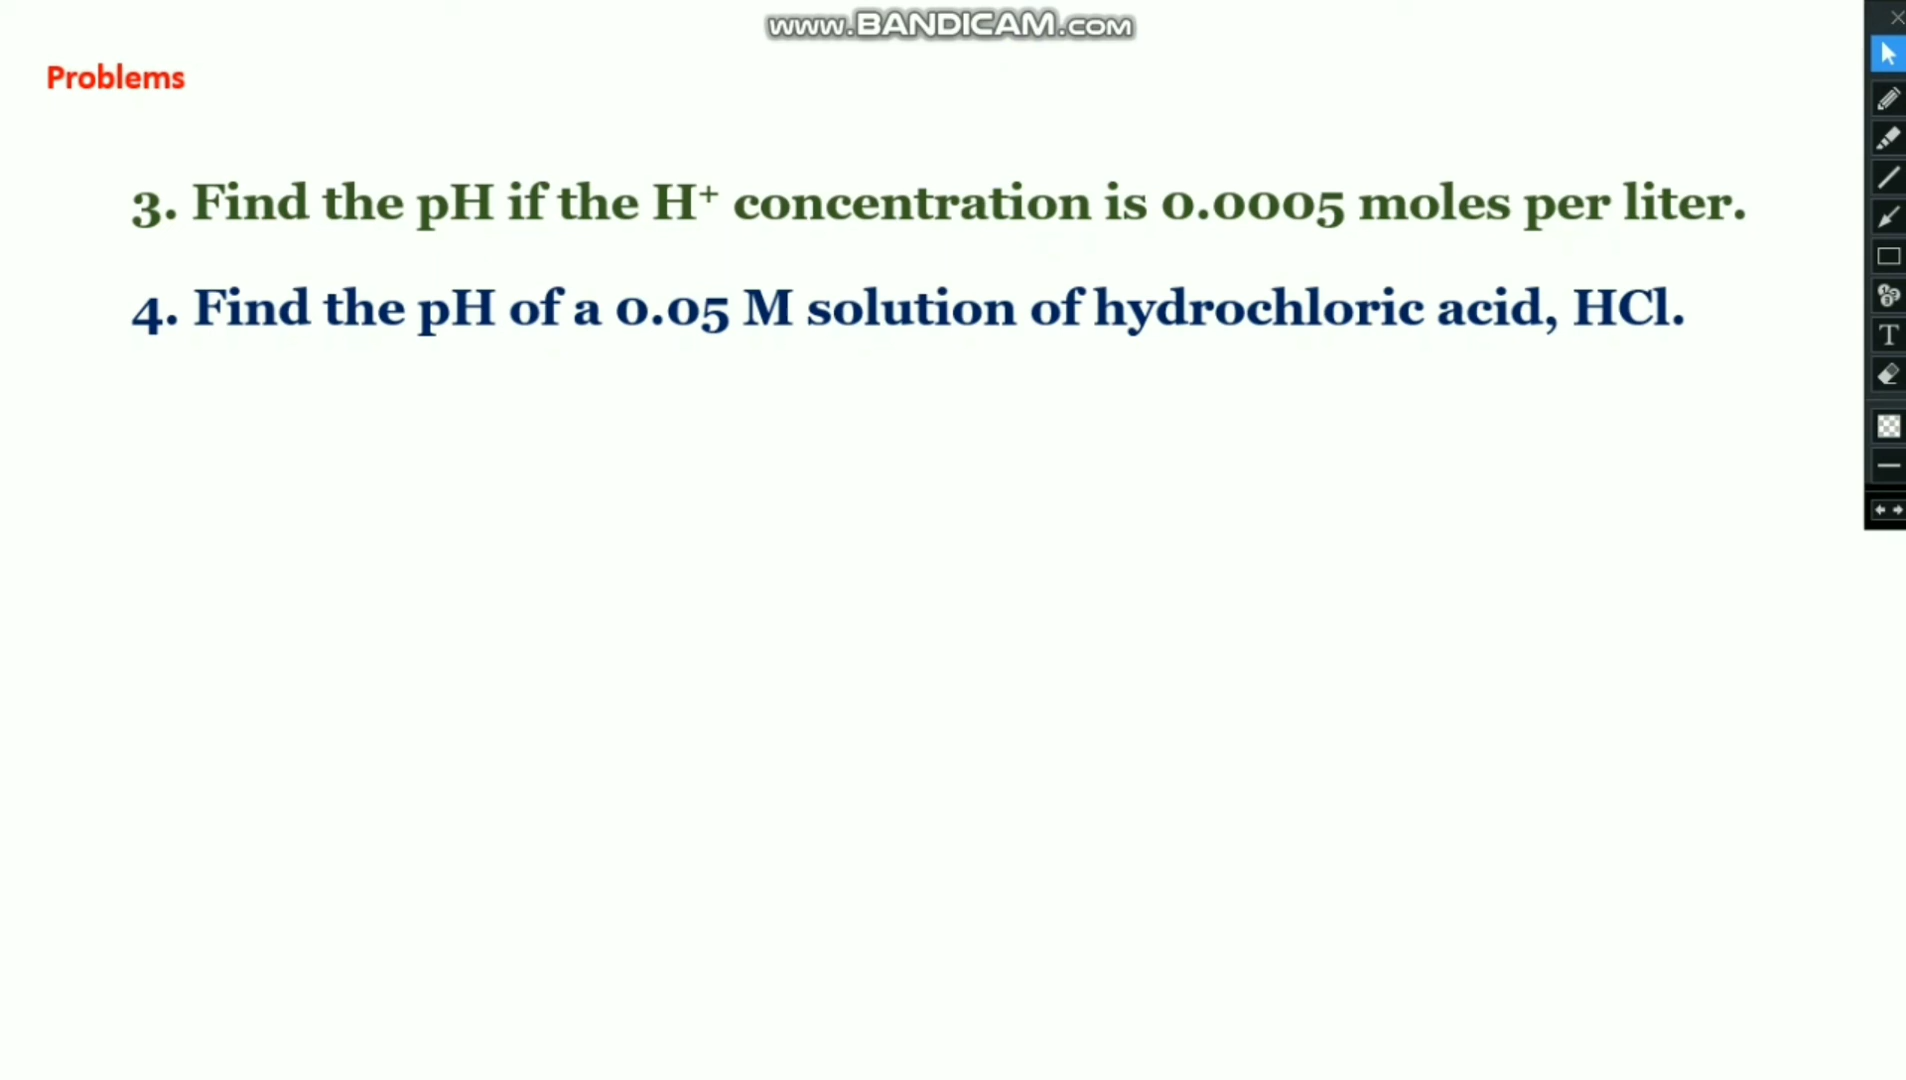 www.BANDICAM.com
Problems
3. Find the pH if the H⁺ concentration is 0.0005 moles per liter.
4. Find the pH of a 0.05 M solution of hydrochloric acid, HCl.
T